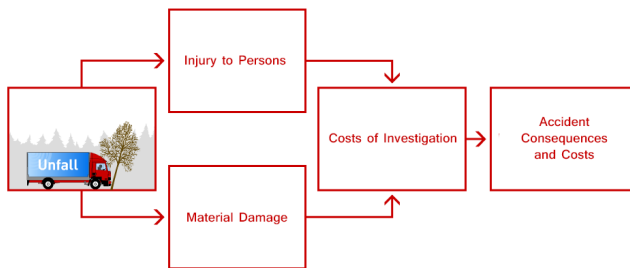 Injury to Persons
Unfall
Costs of Investigation
Accident
Consequences
and Costs
Material Damage